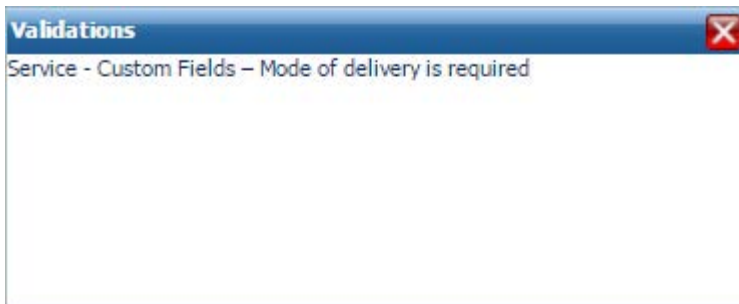 Validations
Service - Custom Fields – Mode of delivery is required